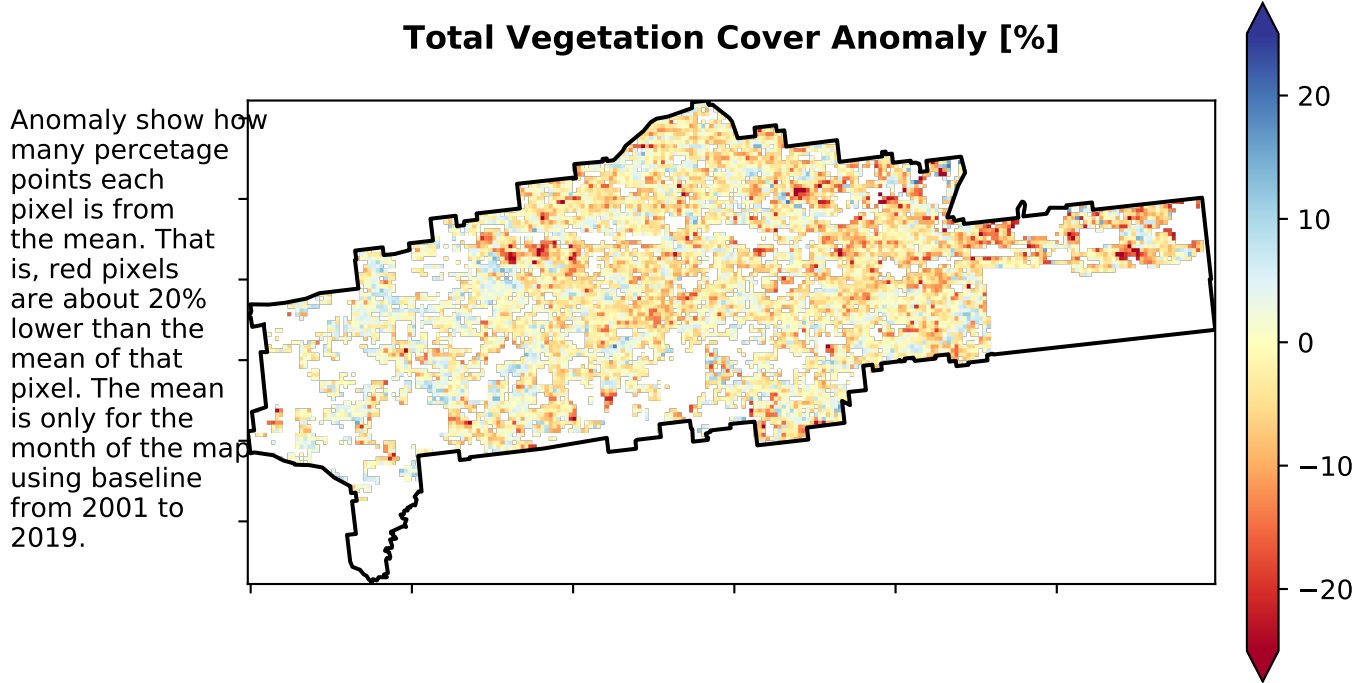 Total Vegetation Cover Anomaly [%]
Anomaly show how
many percetage
points each
pixel is from
the mean. That
is, red pixels
are about 20%
lower than the
mean of that
pixel. The mean
is only for the
month of the map
using baseline
from 2001 to
2019.
20
10
0
−10
−20